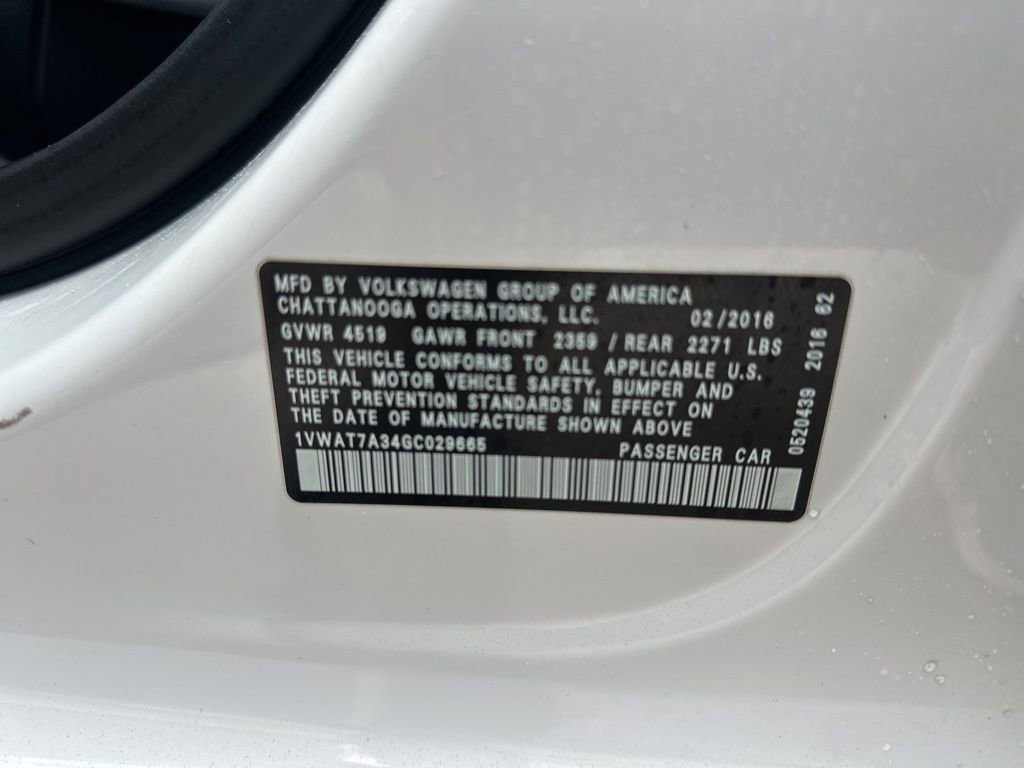 MFD BY VOLKSWAGEN GROUP OF AMERICA
CHATTANOOGA OPERATIONS, LLC. 02/2016
GVWR 4519 GAWR FRONT 2369 / REAR 2271 LBS
THIS VEHICLE CONFORMS TO ALL APPLICABLE U.S.
FEDERAL MOTOR VEHICLE SAFETY, BUMPER AND
THEFT PREVENTION STANDARDS IN EFFECT ON
THE DATE OF MANUFACTURE SHOWN ABOVE
1VWAT7A34GC029665 PASSENGER CAR
0520439 2016 62